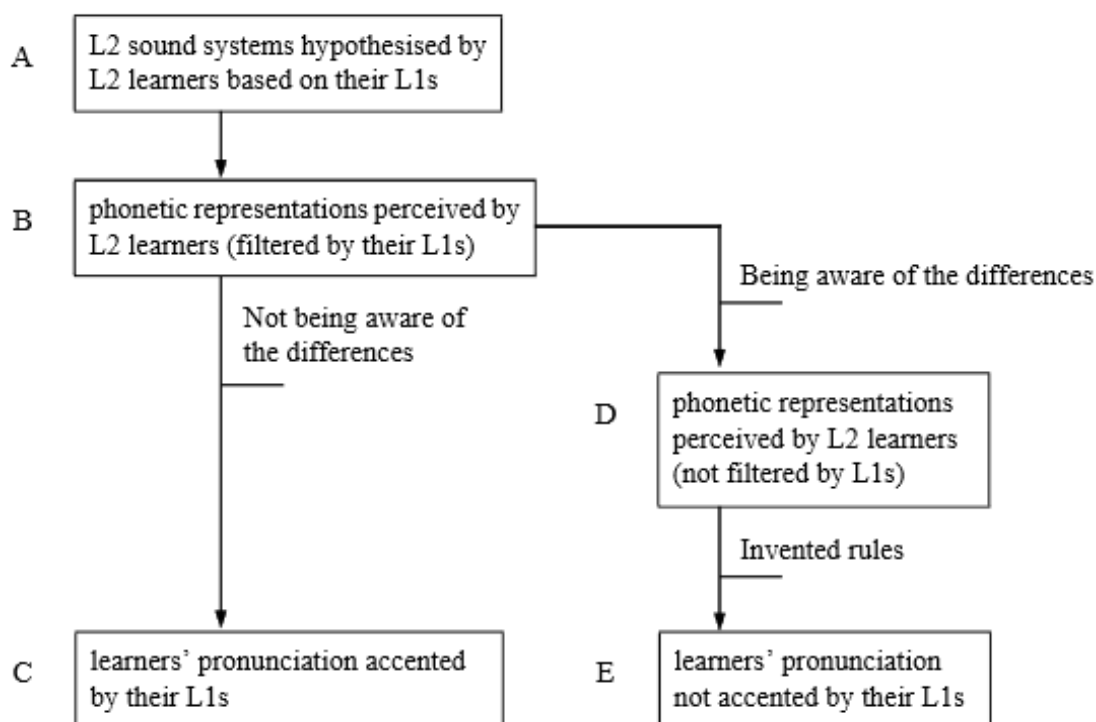 A
L2 sound systems hypothesised by
L2 learners based on their L1s
B
phonetic representations perceived by
L2 learners (filtered by their L1s)
Being aware of the differences
Not being aware of
the differences
D
phonetic representations
perceived by L2 learners
(not filtered by L1s)
Invented rules
C
learners’ pronunciation accented
by their L1s
E
learners’ pronunciation
not accented by their L1s